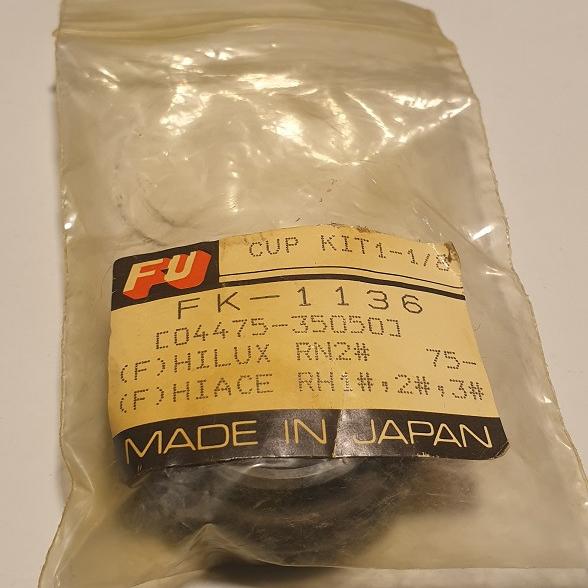 FU
CUP KIT1-1/8
FK-1136
[04475-35050]
(F)HILUX RN2# 75-
(F)HIACE RH1#,2#,3#
MADE IN JAPAN